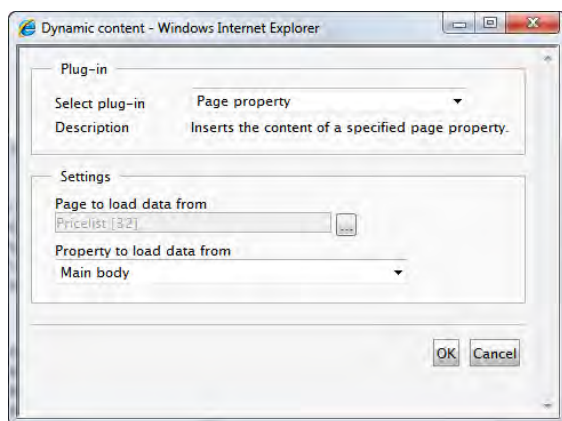 Dynamic content - Windows Internet Explorer
Plug-in
Select plug-in Page property
Description Inserts the content of a specified page property.
Settings
Page to load data from
Pricelist [32]
...
Property to load data from
Main body
OK Cancel